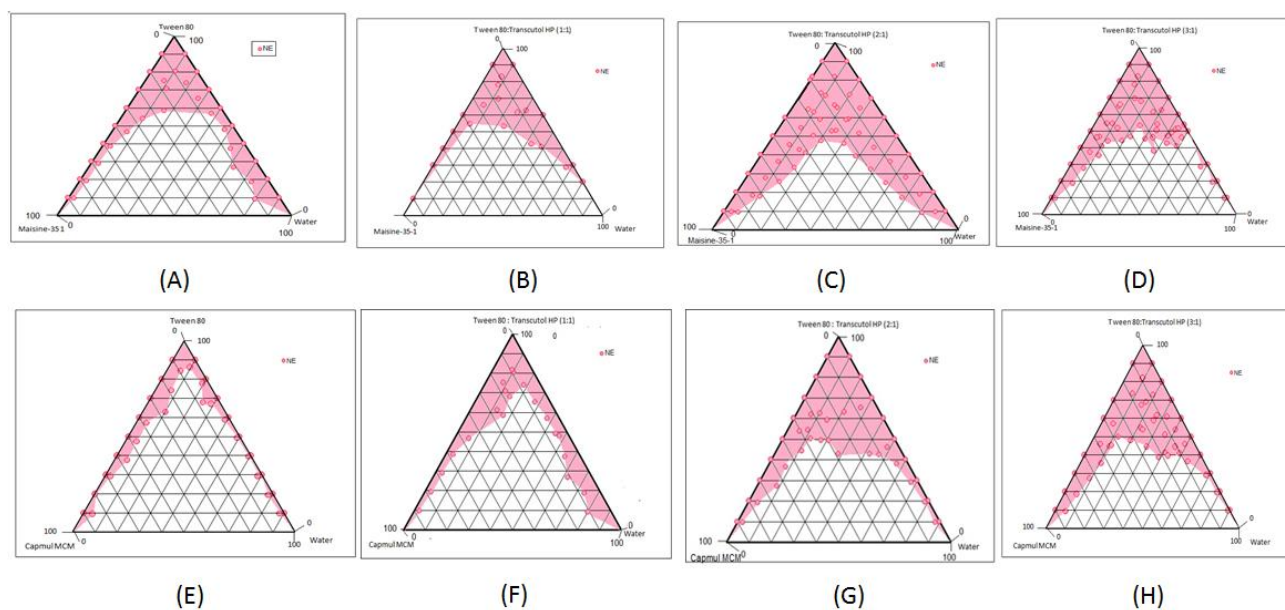 Tween 80
0
100
NE
100
0
0
Maisine-35 1
Water
100
(A)
Tween 80:Transcutol HP (1:1)
0
100
NE
100
0
0
Maisine-35-1
Water
100
(B)
Tween 80: Transcutol HP (2:1)
0
100
NE
100
0
0
Maisine-35-1
Water
100
(C)
Tween 80:Transcutol HP (3:1)
0
100
NE
100
0
0
Maisine-35-1
Water
100
(D)
Tween 80
0
100
NE
100
0
0
Capmul MCM
Water
100
(E)
Tween 80 : Transcutol HP (1:1)
0
100
0
NE
100
0
0
Capmul MCM
Water
100
(F)
Tween 80 : Transcutol HP (2:1)
0
100
NE
100
0
0
Capmul MCM
Water
100
(G)
Tween 80:Transcutol HP (3:1)
0
100
NE
100
0
0
Capmul MCM
Water
100
(H)